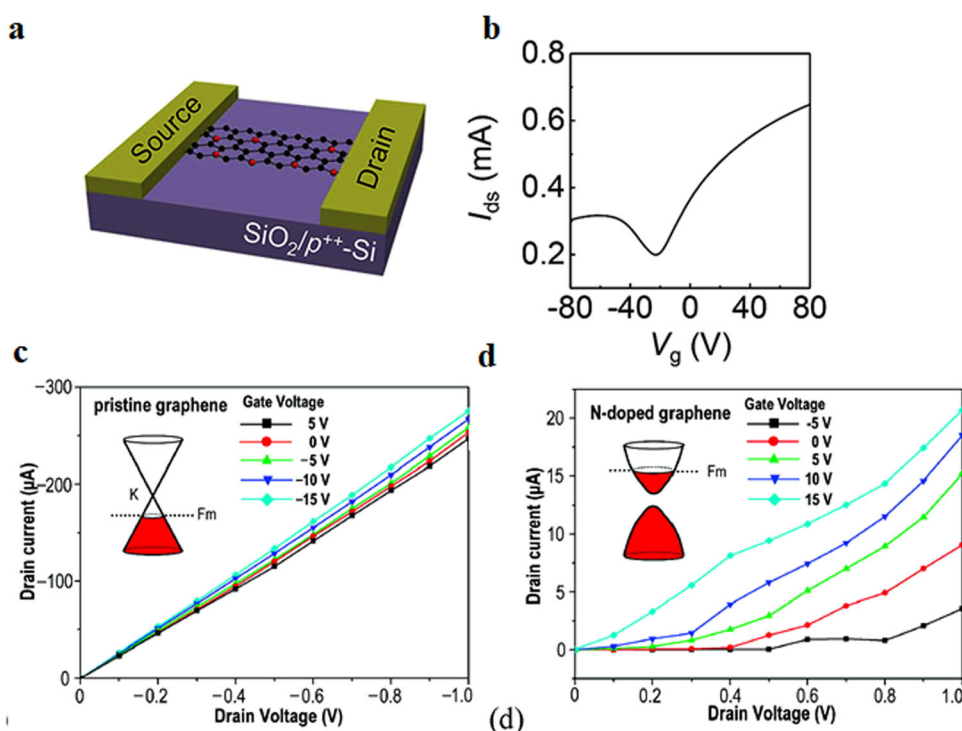 a
Source
Drain
SiO2/p++-Si
b
0.8
0.6
0.4
0.2
Ids (mA)
-80 -40 0 40 80
Vg (V)
c
−300
−200
−100
0
Drain current (μA)
pristine graphene
K
Fm
Gate Voltage
5 V
0 V
−5 V
−10 V
−15 V
0 −0.2 −0.4 −0.6 −0.8 −1.0
Drain Voltage (V)
d
20
15
10
5
0
Drain current (μA)
N-doped graphene
Fm
Gate Voltage
-5 V
0 V
5 V
10 V
15 V
0 0.2 0.4 0.6 0.8 1.0
Drain Voltage (V)
(d)